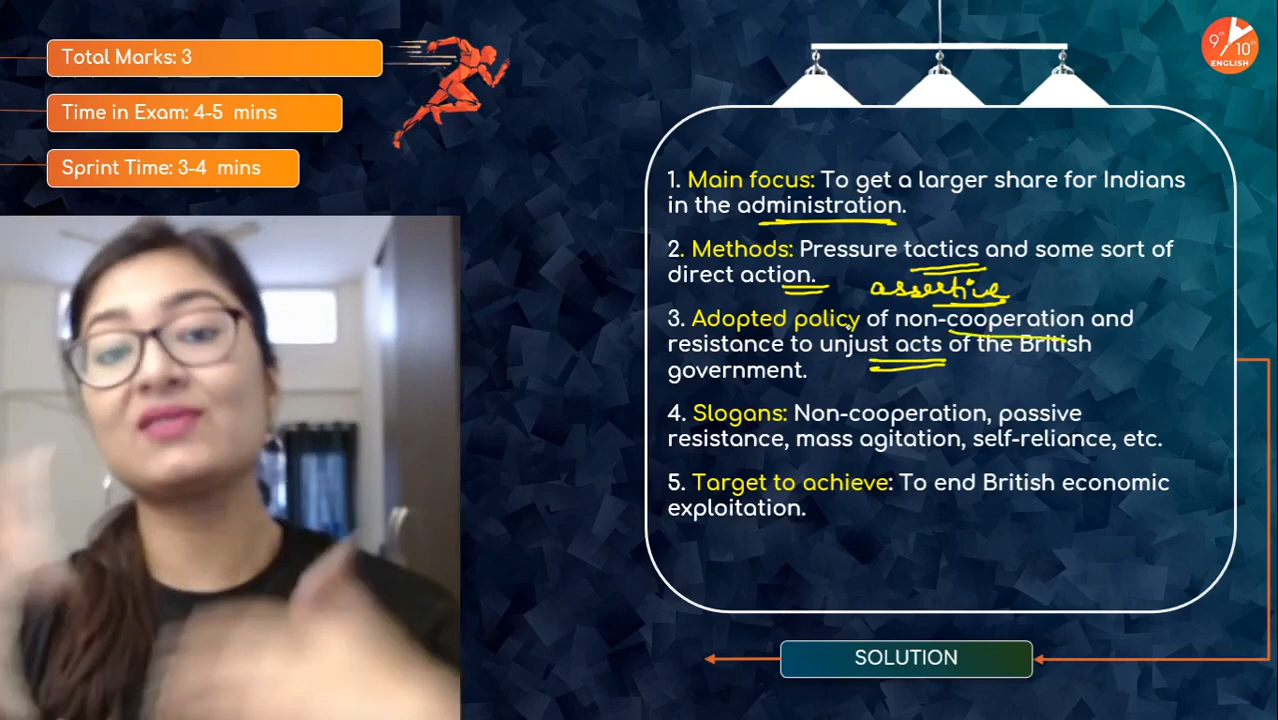 Total Marks: 3
Time in Exam: 4-5 mins
Sprint Time: 3-4 mins
9th 10th
ENGLISH
1. Main focus: To get a larger share for Indians
in the administration.
2. Methods: Pressure tactics and some sort of
direct action.
assertive
3. Adopted policy of non-cooperation and
resistance to unjust acts of the British
government.
4. Slogans: Non-cooperation, passive
resistance, mass agitation, self-reliance, etc.
5. Target to achieve: To end British economic
exploitation.
SOLUTION